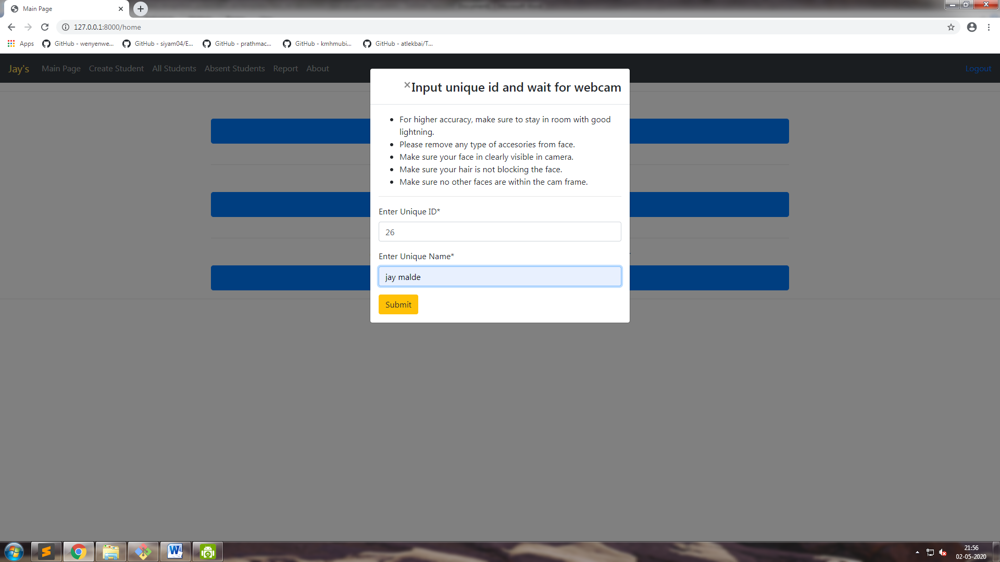 Main Page
127.0.0.1:8000/home
Apps GitHub - wenyenwe... GitHub - siyam04/E... GitHub - prathmac... GitHub - kmhmubi... GitHub - atlekbai/T...
Jay's Main Page Create Student All Students Absent Students Report About Logout
×Input unique id and wait for webcam
For higher accuracy, make sure to stay in room with good
lightning.
Please remove any type of accesories from face.
Make sure your face in clearly visible in camera.
Make sure your hair is not blocking the face.
Make sure no other faces are within the cam frame.
Enter Unique ID*
26
Enter Unique Name*
jay malde
Submit
21:56
02-05-2020